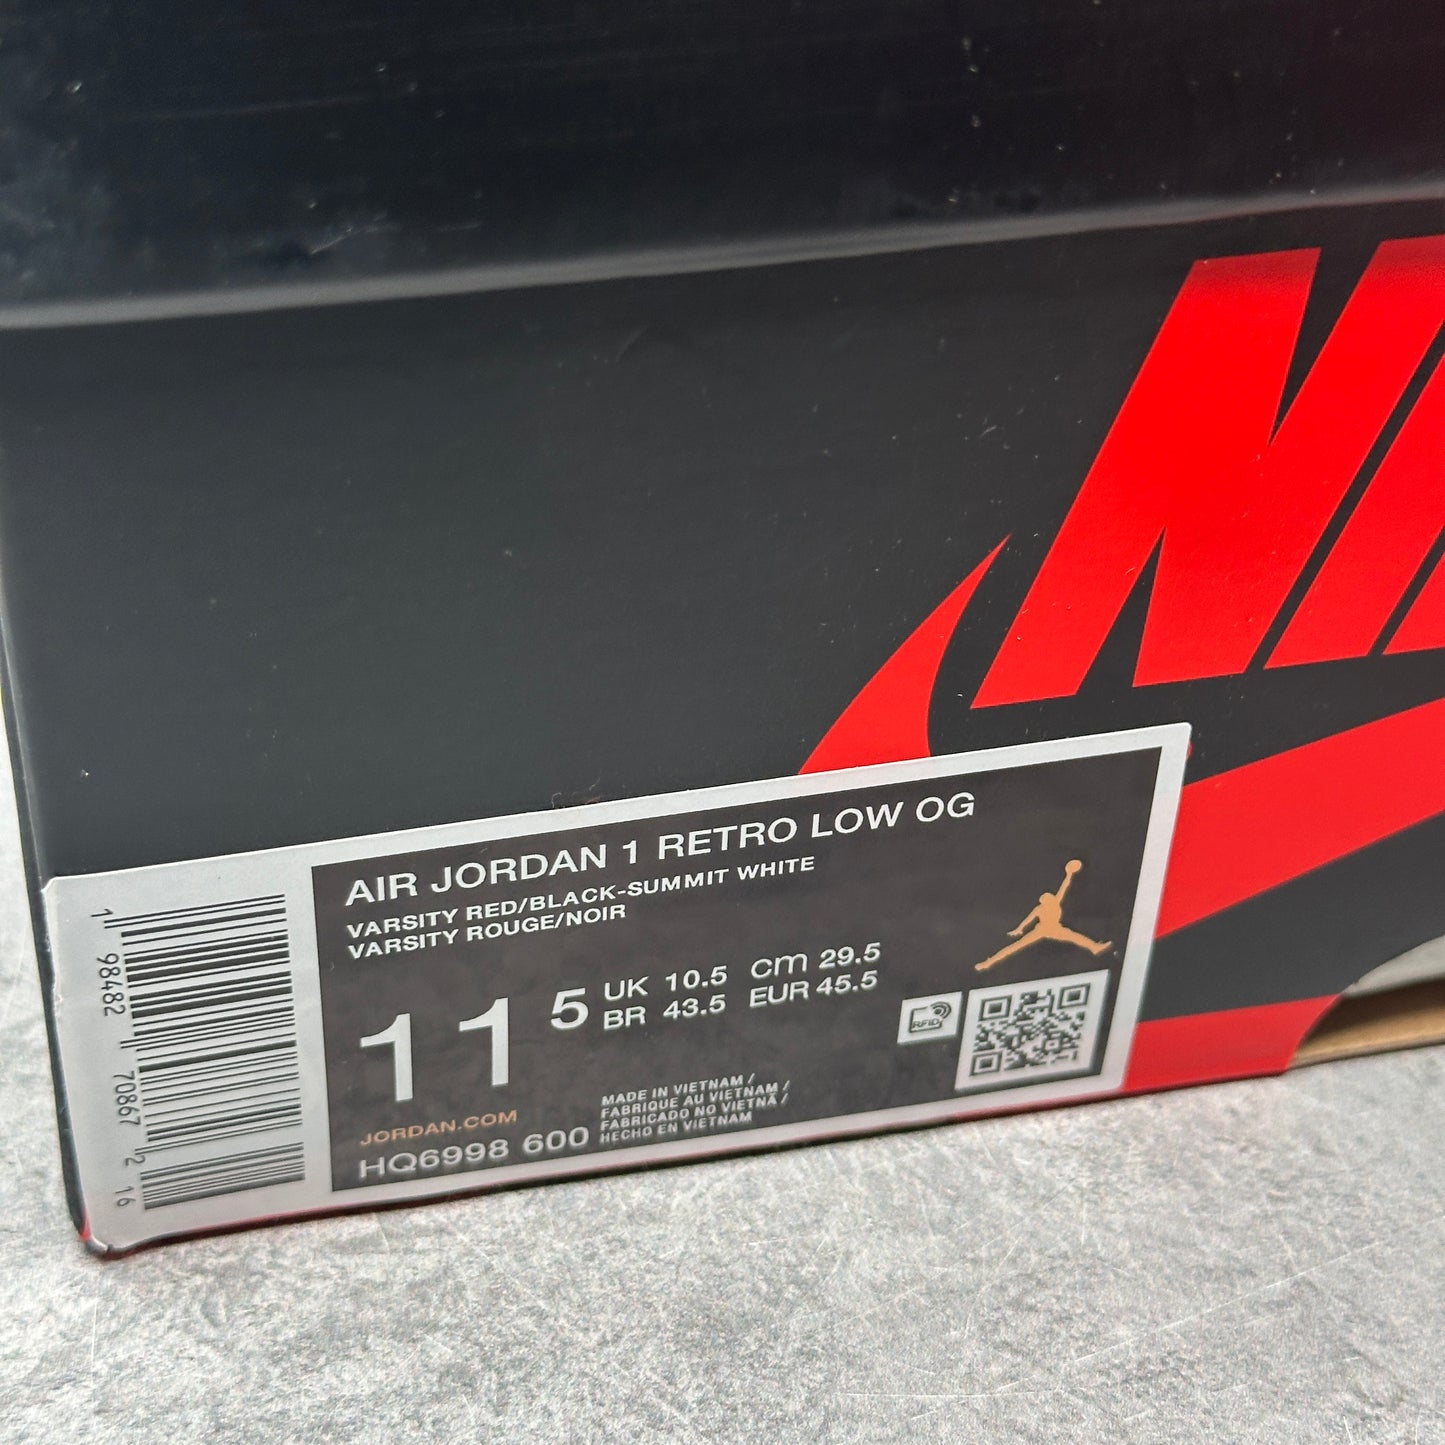 NI
AIR JORDAN 1 RETRO LOW OG
VARSITY RED/BLACK-SUMMIT WHITE
VARSITY ROUGE/NOIR
11 5
UK 10.5 CM 29.5
BR 43.5 EUR 45.5
RFID
JORDAN.COM
HQ6998 600
MADE IN VIETNAM /
FABRIQUE AU VIETNAM /
FABRICADO NO VIETNÃ /
HECHO EN VIETNAM
1 98482 70867 2 16